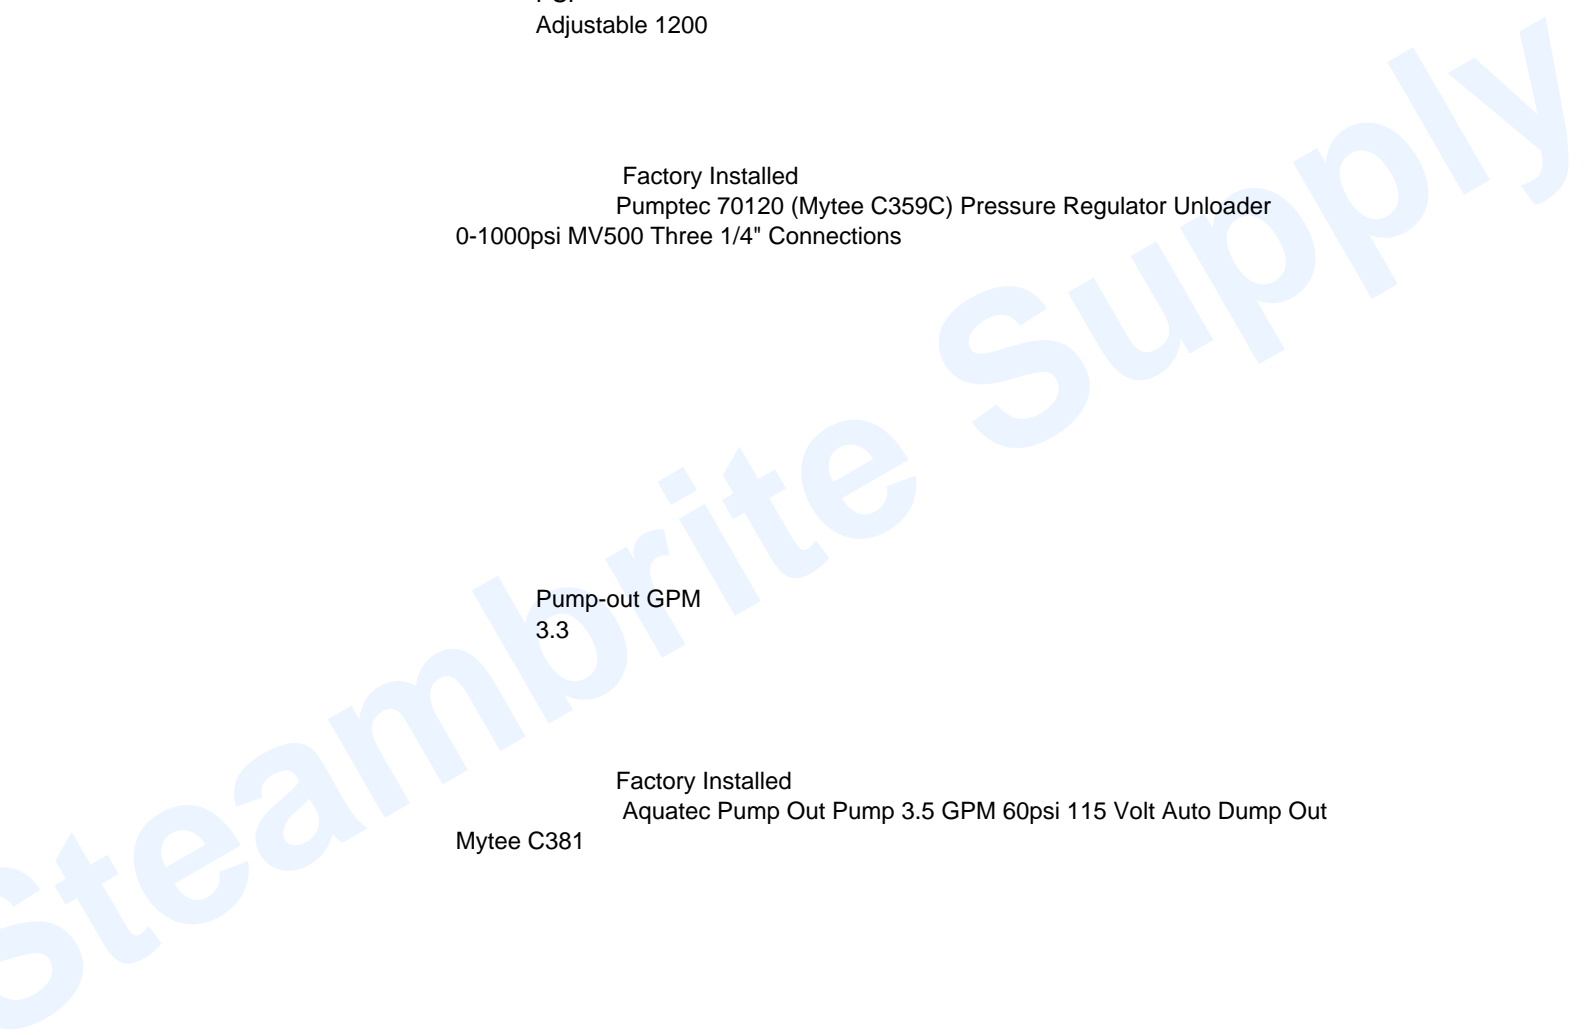 Adjustable 1200
Factory Installed
Pumptec 70120 (Mytee C359C) Pressure Regulator Unloader
0-1000psi MV500 Three 1/4" Connections
Pump-out GPM
3.3
Factory Installed
Aquatec Pump Out Pump 3.5 GPM 60psi 115 Volt Auto Dump Out
Mytee C381
Steambrite Supply